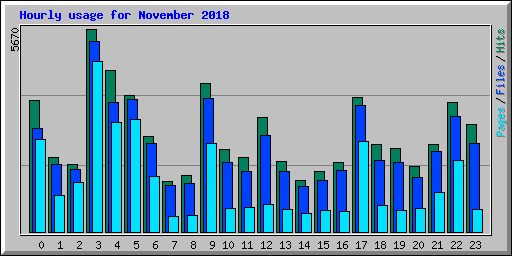 Hourly usage for November 2018
5670
Pages/Files/Hits
0 1 2 3 4 5 6 7 8 9 10 11 12 13 14 15 16 17 18 19 20 21 22 23